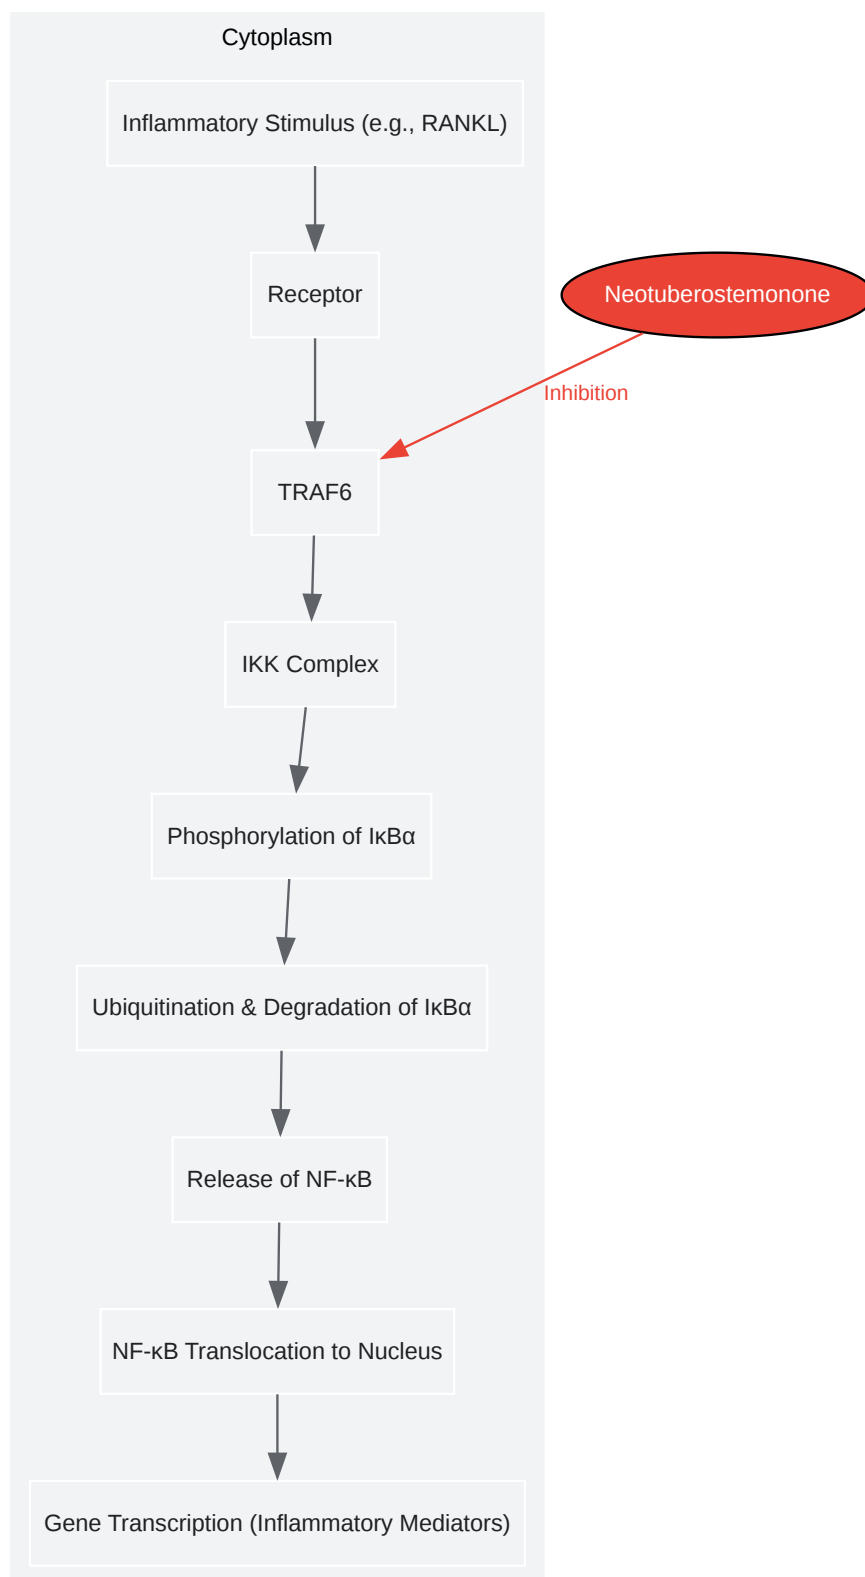 Cytoplasm
Inflammatory Stimulus (e.g., RANKL)
Receptor
Neotuberostemonone
Inhibition
TRAF6
IKK Complex
Phosphorylation of IκBα
Ubiquitination & Degradation of IκBα
Release of NF-κB
NF-κB Translocation to Nucleus
Gene Transcription (Inflammatory Mediators)